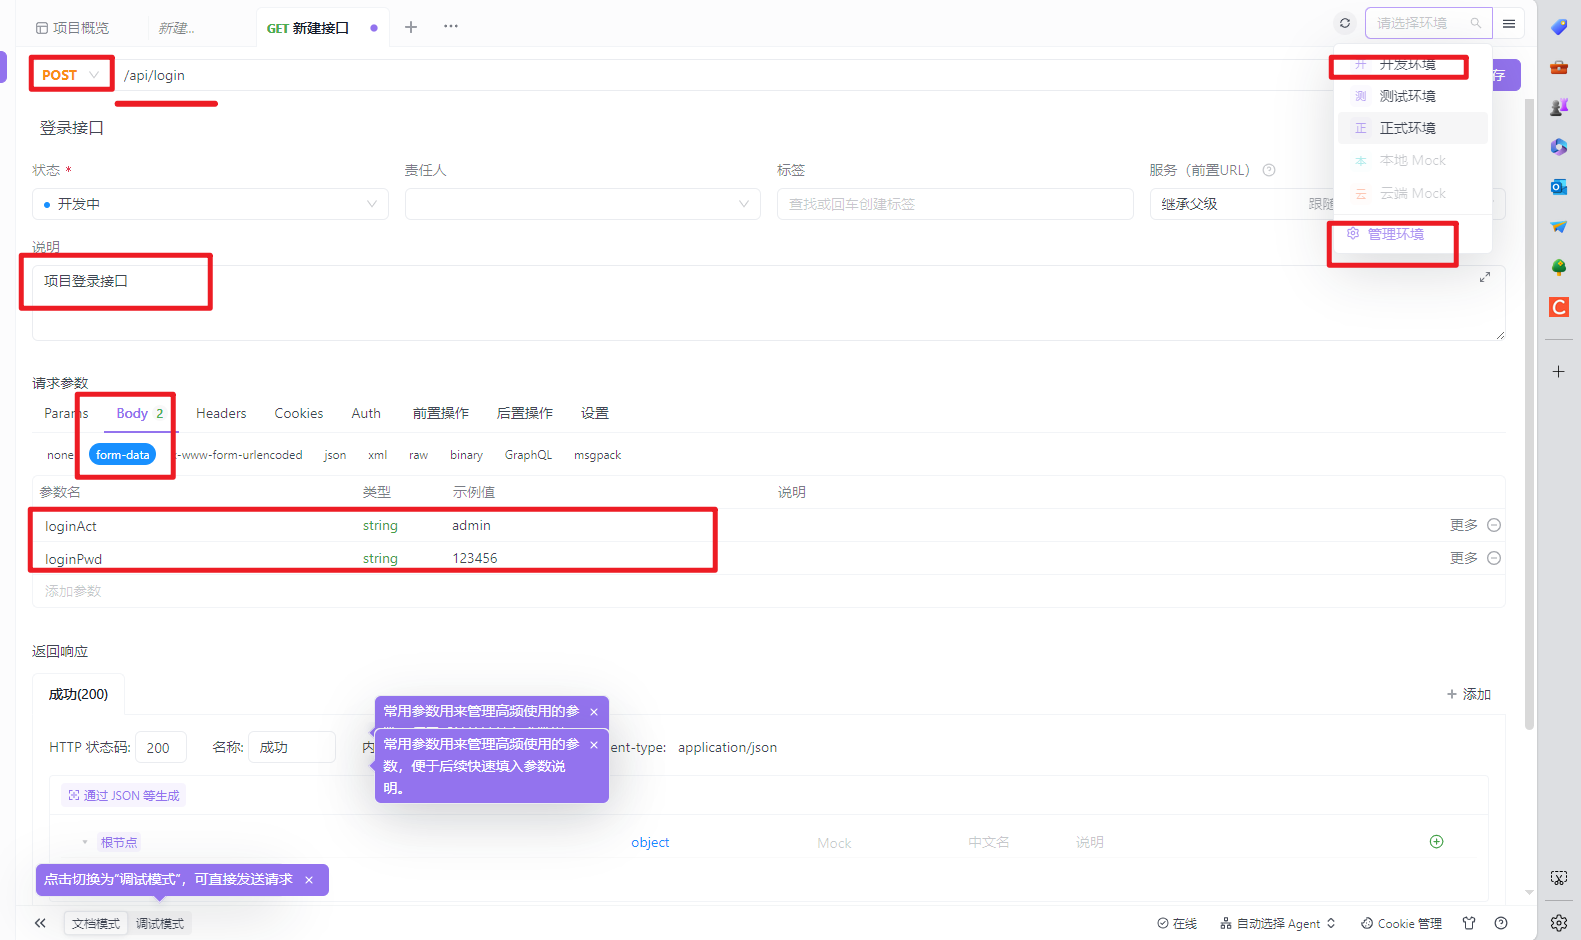 项目概览
新建...
GET 新建接口
请选择环境
POST
/api/login
存
开 开发环境
测 测试环境
正 正式环境
本 本地 Mock
云 云端 Mock
管理环境
登录接口
状态 *
责任人
标签
服务（前置URL）
开发中
查找或回车创建标签
继承父级
跟随
说明
项目登录接口
请求参数
Params
Body 2
Headers
Cookies
Auth
前置操作
后置操作
设置
none
form-data
-www-form-urlencoded
json
xml
raw
binary
GraphQL
msgpack
参数名
类型
示例值
说明
loginAct
string
admin
更多
loginPwd
string
123456
更多
添加参数
返回响应
成功(200)
+ 添加
常用参数用来管理高频使用的参
HTTP 状态码:
200
名称:
成功
内
常用参数用来管理高频使用的参
数，便于后续快速填入参数说
明。
ent-type:
application/json
通过 JSON 等生成
根节点
object
Mock
中文名
说明
点击切换为"调试模式"，可直接发送请求
文档模式
调试模式
在线
自动选择 Agent
Cookie 管理